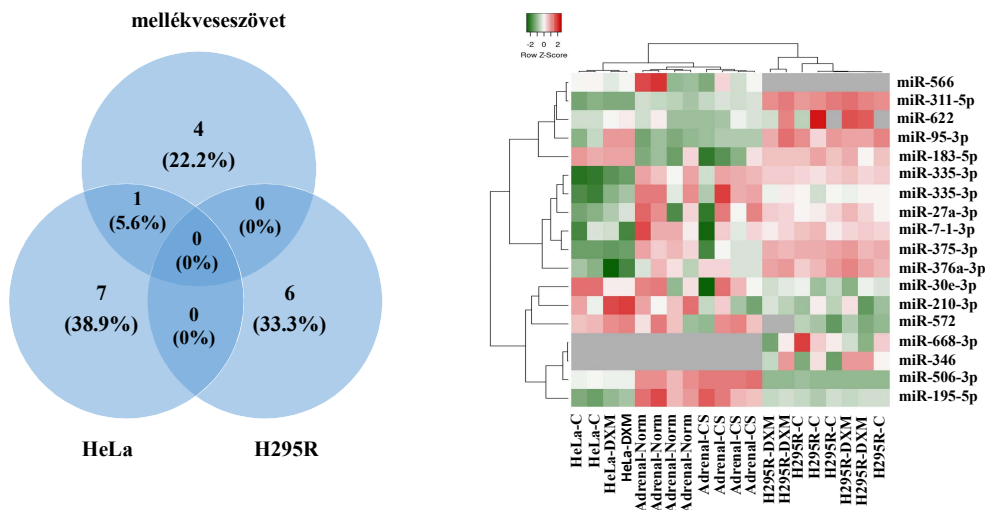 mellékveseszövet
4
(22.2%)
1
(5.6%)
0
(0%)
0
(0%)
7
(38.9%)
0
(0%)
6
(33.3%)
HeLa
H295R
-2 0 2
Row Z-Score
miR-566
miR-311-5p
miR-622
miR-95-3p
miR-183-5p
miR-335-3p
miR-335-3p
miR-27a-3p
miR-7-1-3p
miR-375-3p
miR-376a-3p
miR-30e-3p
miR-210-3p
miR-572
miR-668-3p
miR-346
miR-506-3p
miR-195-5p
HeLa-C
HeLa-C
HeLa-DXM
HeLa-DXM
Adrenal-Norm
Adrenal-Norm
Adrenal-Norm
Adrenal-Norm
Adrenal-CS
Adrenal-CS
Adrenal-CS
Adrenal-CS
H295R-DXM
H295R-DXM
H295R-C
H295R-C
H295R-C
H295R-DXM
H295R-DXM
H295R-C